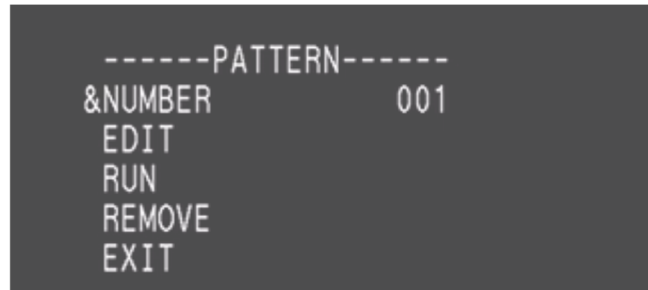 ------PATTERN------
&NUMBER 001
EDIT
RUN
REMOVE
EXIT